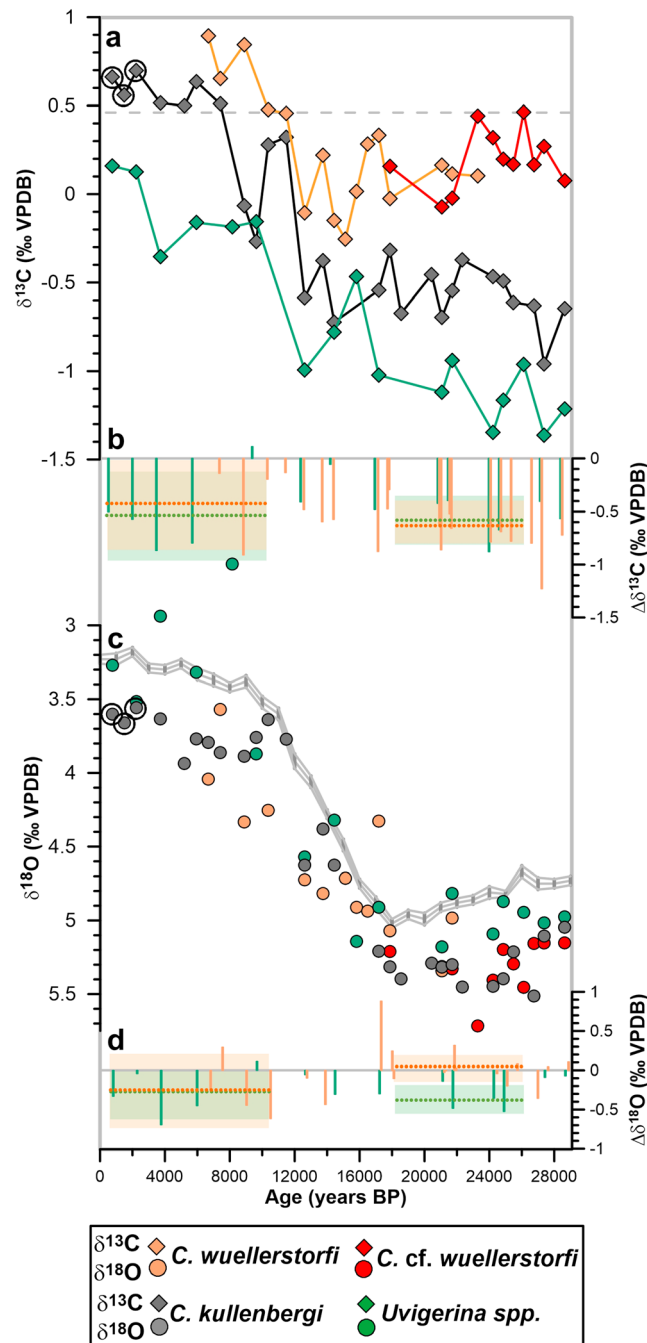 a
1
0.5
0
-0.5
-1
-1.5
δ13C (‰ VPDB)
b
0
-0.5
-1
-1.5
Δδ13C (‰ VPDB)
c
3
3.5
4
4.5
5
5.5
δ18O (‰ VPDB)
d
1
0.5
0
-0.5
-1
Δδ18O (‰ VPDB)
0 4000 8000 12000 16000 20000 24000 28000
Age (years BP)
δ13C C. wuellerstorfi C. cf. wuellerstorfi
δ18O
δ13C C. kullenbergi Uvigerina spp.
δ18O